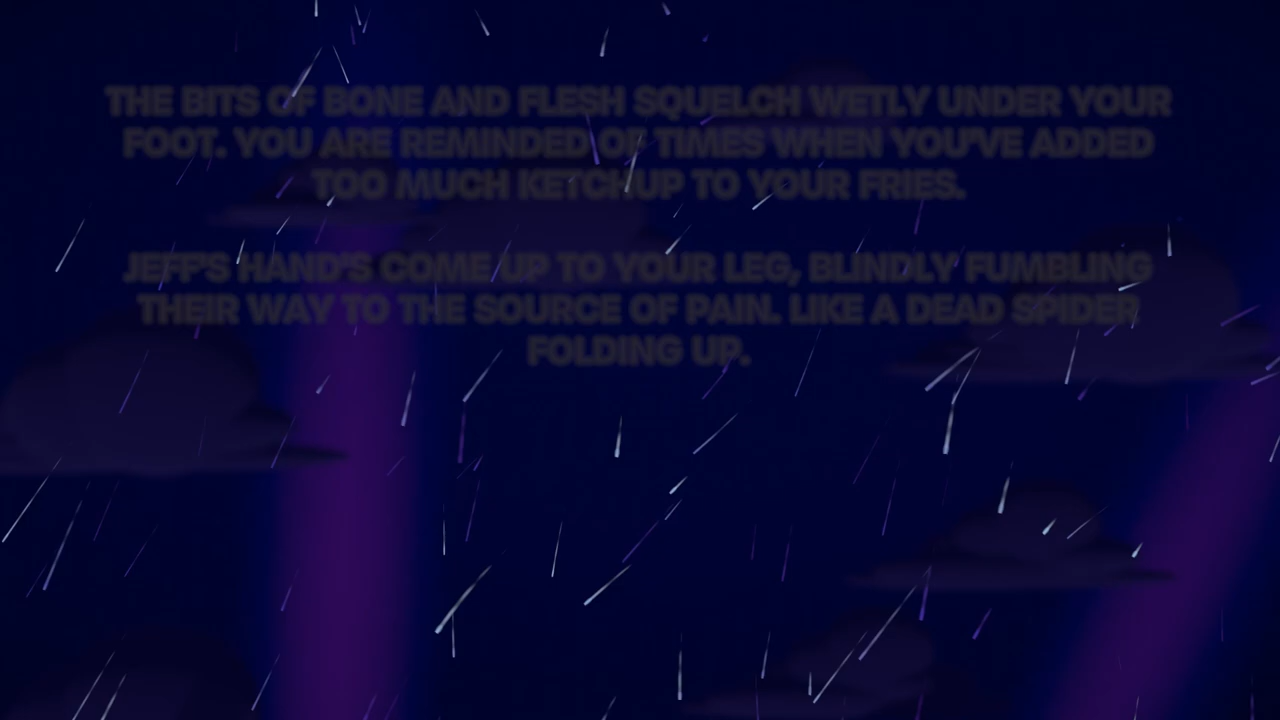 THE BITS OF BONE AND FLESH SQUELCH WETLY UNDER YOUR
FOOT. YOU ARE REMINDED OF TIMES WHEN YOU'VE ADDED
TOO MUCH KETCHUP TO YOUR FRIES.
JEFF'S HAND'S COME UP TO YOUR LEG, BLINDLY FUMBLING
THEIR WAY TO THE SOURCE OF PAIN. LIKE A DEAD SPIDER
FOLDING UP.